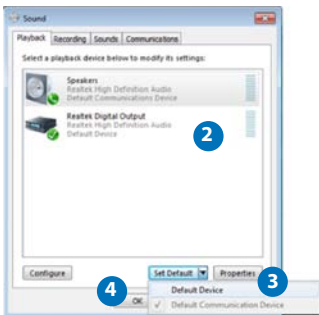 Sound
Playback Recording Sounds Communications
Select a playback device below to modify its settings:
Speakers
Realtek High Definition Audio
Default Communications Device
Realtek Digital Output
Realtek High Definition Audio
Default Device
2
Configure Set Default Properties
3
Default Device
4
OK
Default Communication Device